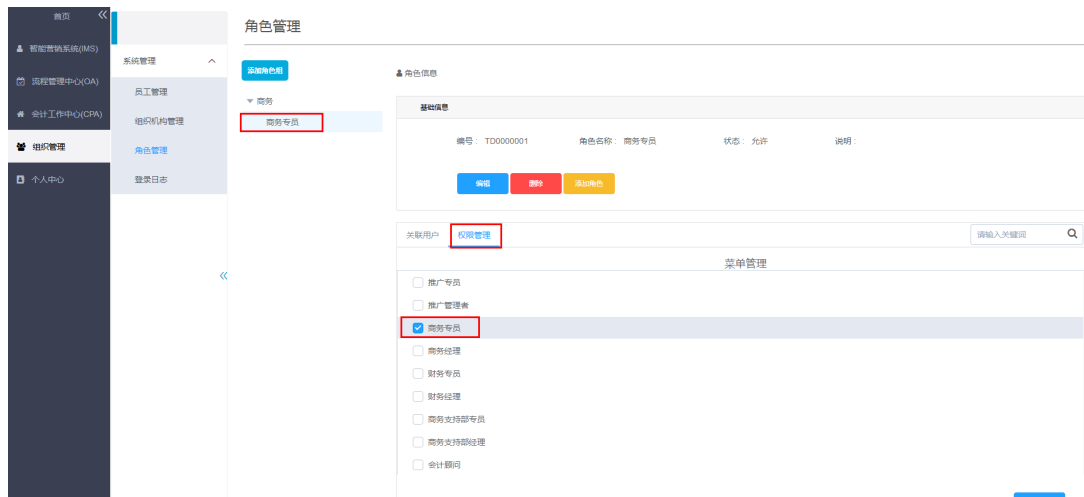 首页
智能营销系统(IMS)
流程管理中心(OA)
会计工作中心(CPA)
组织管理
个人中心
系统管理
员工管理
组织机构管理
角色管理
登录日志
角色管理
添加角色组
商务
商务专员
角色信息
基础信息
编号： TD0000001 角色名称： 商务专员 状态： 允许 说明：
编辑 删除 添加角色
关联用户 权限管理 请输入关键词
菜单管理
推广专员
推广管理者
商务专员
商务经理
财务专员
财务经理
商务支持部专员
商务支持部经理
会计顾问